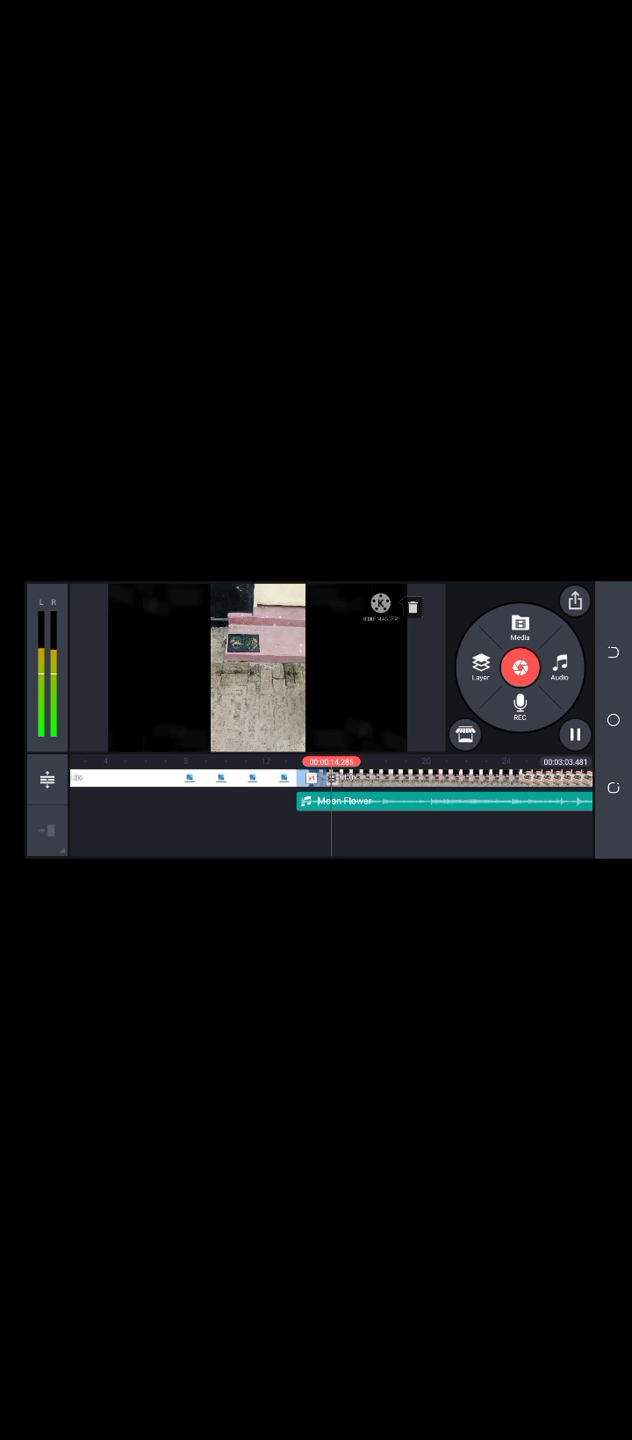 L R
KINEMASTER
Media
Layer
Audio
REC
00:00:14.285
00:03:03.481
4
12
20
24
Moon Flower